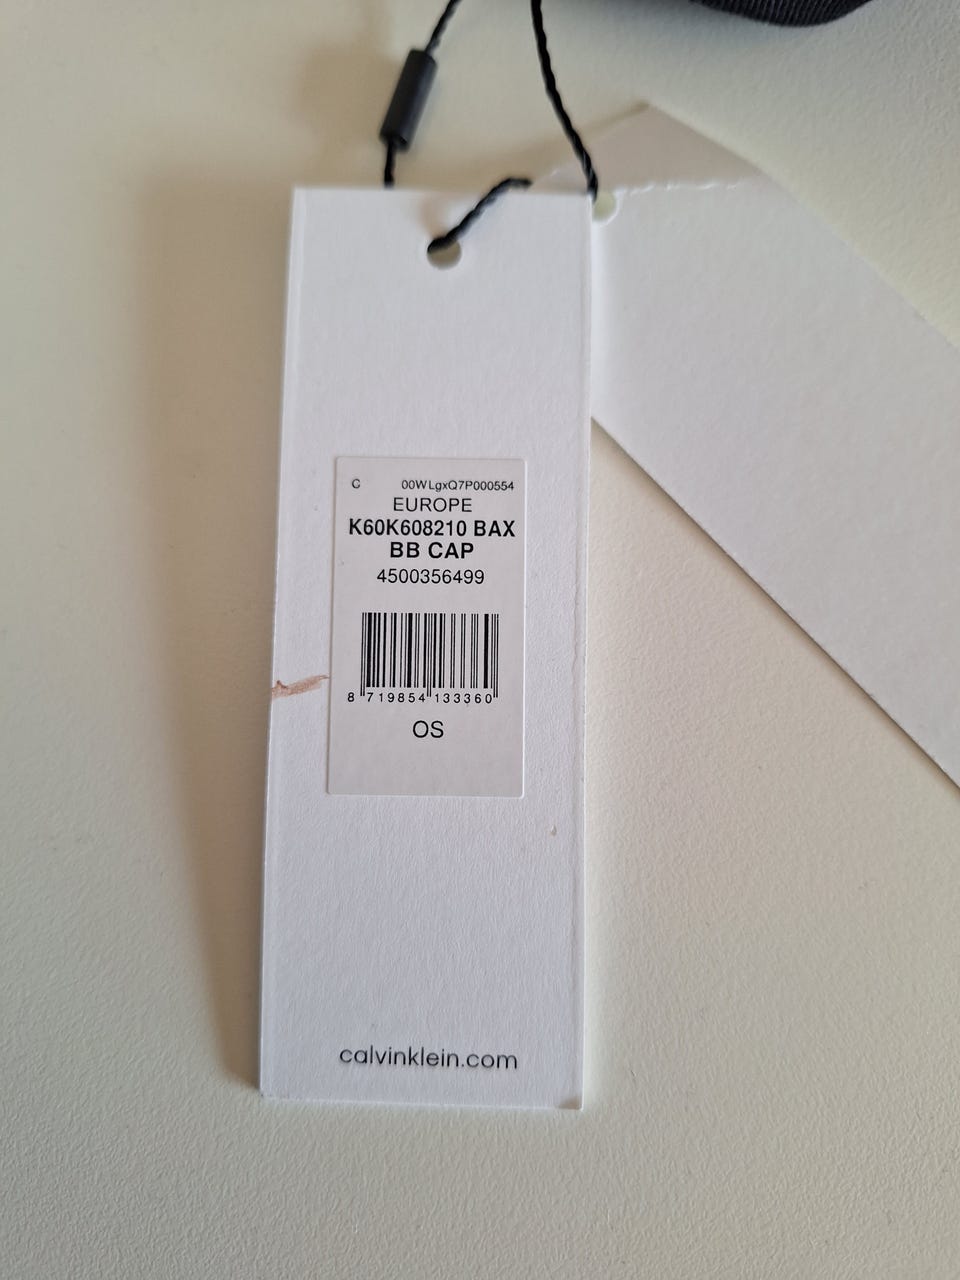 C 00WLgxQ7P000554
EUROPE
K60K608210 BAX
BB CAP
4500356499
8 719854 133360
OS
calvinklein.com